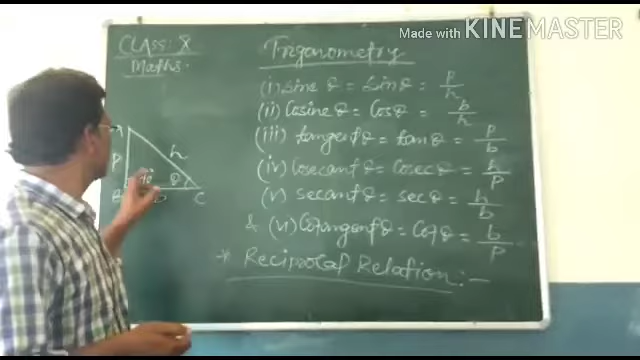 Made with KINEMASTER
CLASS: 8
Maths.
Trigonometry
(i) Sine θ = Sin θ = p/h
(ii) Cosine θ = Cos θ = b/h
(iii) tangent θ = tan θ = p/b
(iv) Cosecant θ = Cosec θ = h/p
(v) secant θ = sec θ = h/b
& (vi) Cotangent θ = Cot θ = b/p
* Reciprocal Relation :-
h
P
θ
B
C